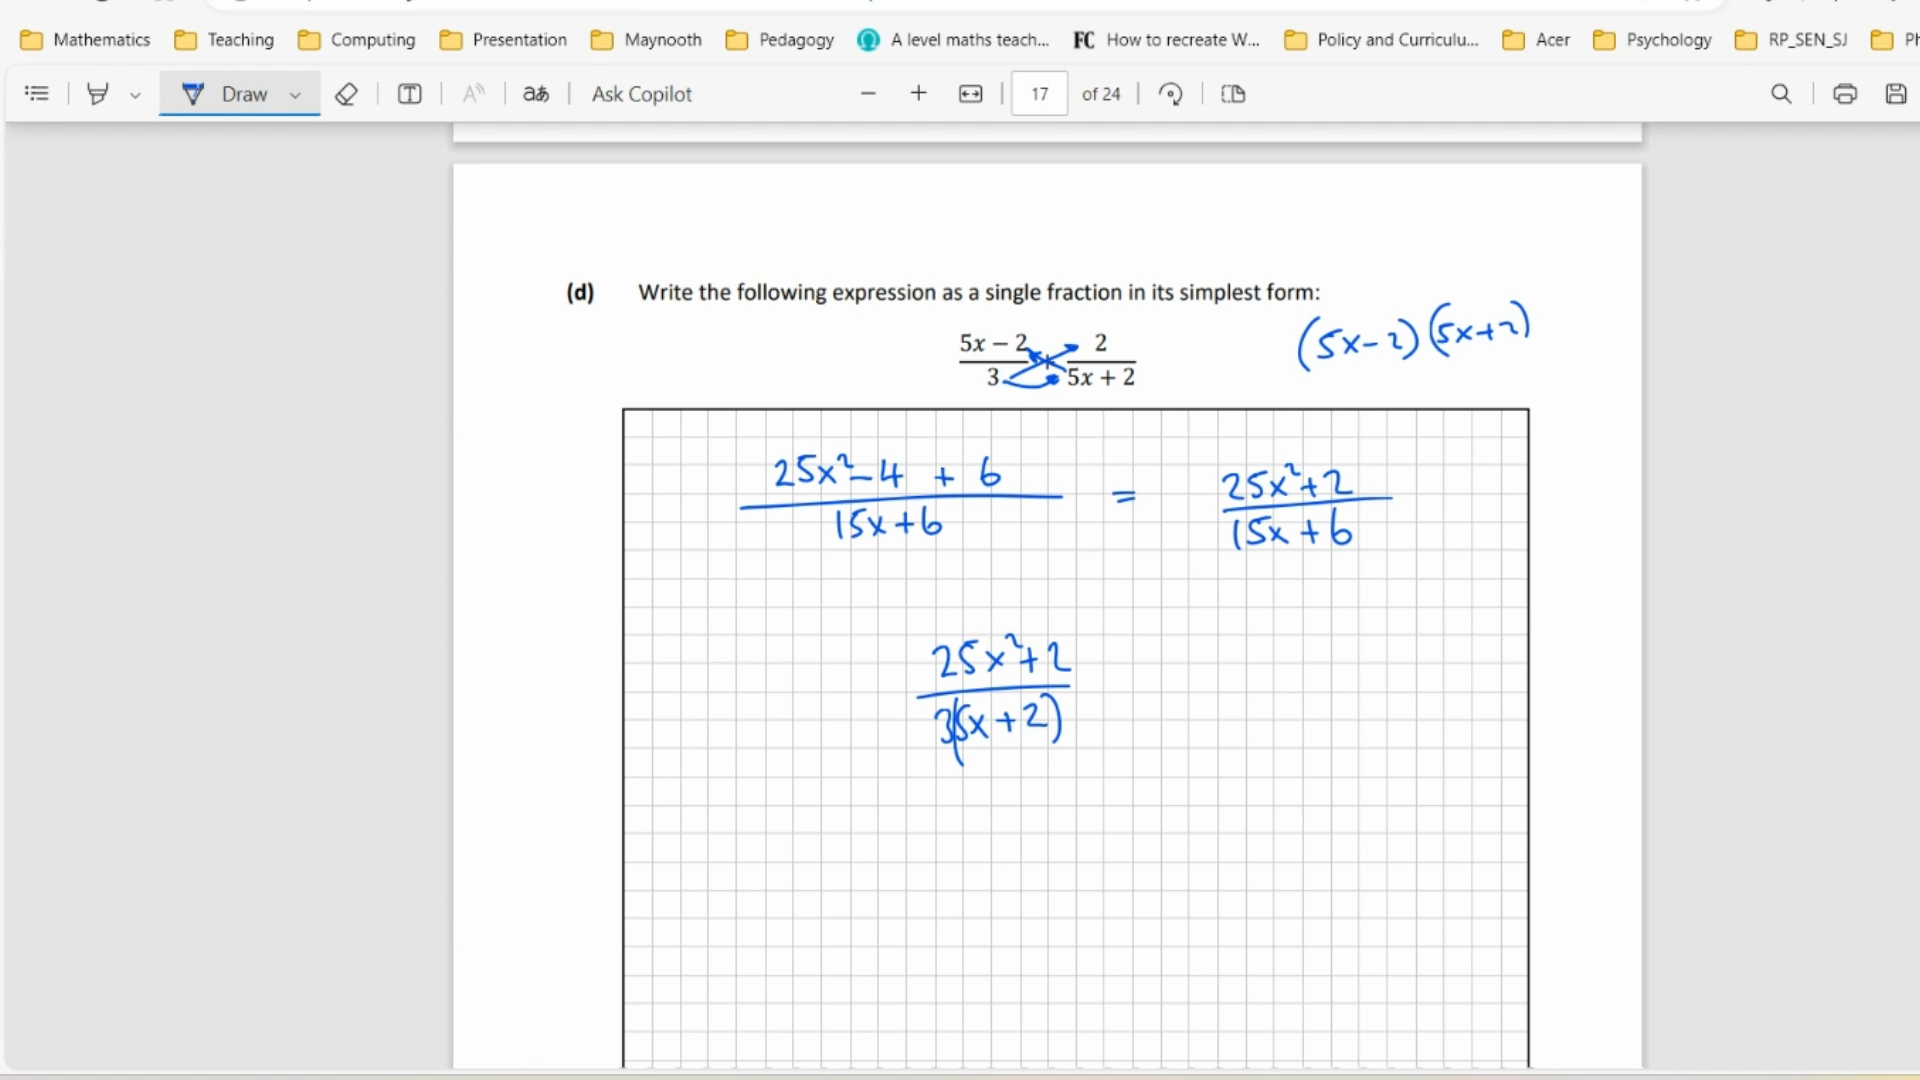 Mathematics Teaching Computing Presentation Maynooth Pedagogy A level maths teach... FC How to recreate W... Policy and Curriculu... Acer Psychology RP_SEN_SJ
Draw T A aあ Ask Copilot − + 17 of 24
(d) Write the following expression as a single fraction in its simplest form:
(5x-2)(5x+2)
5x − 2 + 2
3 5x + 2
25x²-4 + 6 = 25x²+2
15x+6 15x+6
25x²+2
3(5x+2)